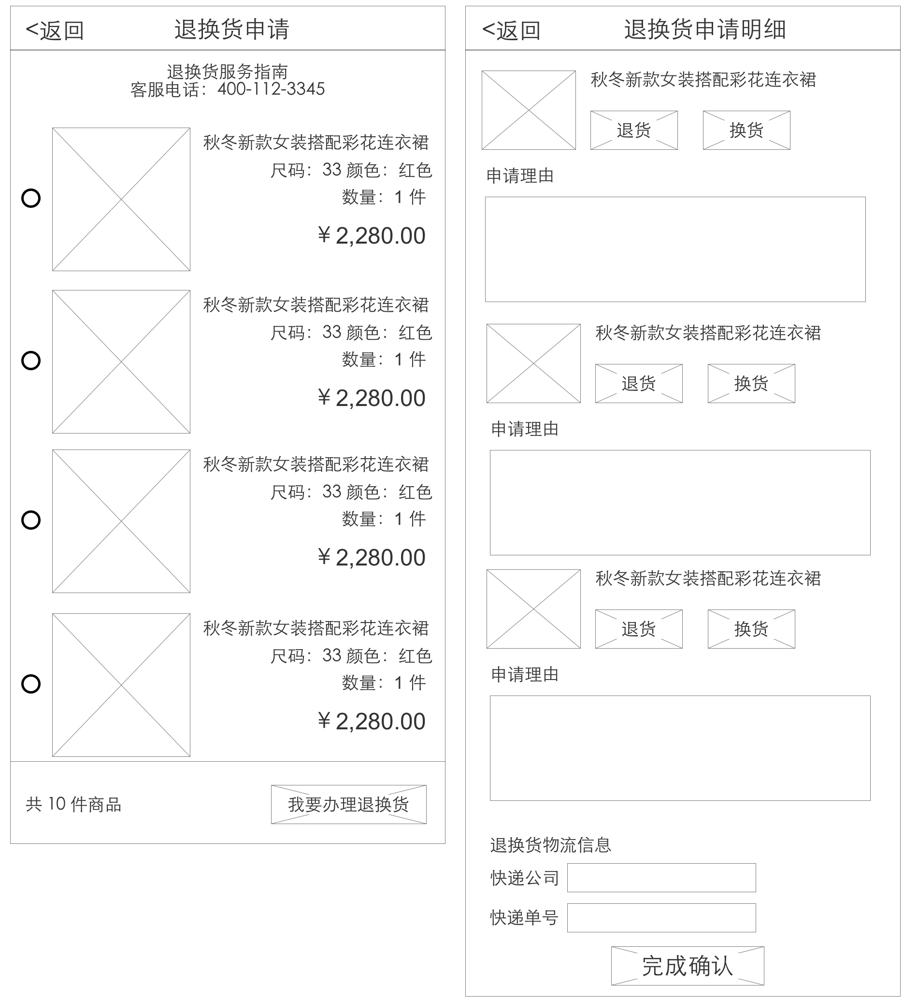 <返回
退换货申请
退换货服务指南
客服电话：400-112-3345
秋冬新款女装搭配彩花连衣裙
尺码：33 颜色：红色
数量：1 件
￥2,280.00
秋冬新款女装搭配彩花连衣裙
尺码：33 颜色：红色
数量：1 件
￥2,280.00
秋冬新款女装搭配彩花连衣裙
尺码：33 颜色：红色
数量：1 件
￥2,280.00
秋冬新款女装搭配彩花连衣裙
尺码：33 颜色：红色
数量：1 件
￥2,280.00
共 10 件商品
我要办理退换货
<返回
退换货申请明细
秋冬新款女装搭配彩花连衣裙
退货
换货
申请理由
秋冬新款女装搭配彩花连衣裙
退货
换货
申请理由
秋冬新款女装搭配彩花连衣裙
退货
换货
申请理由
退换货物流信息
快递公司
快递单号
完成确认